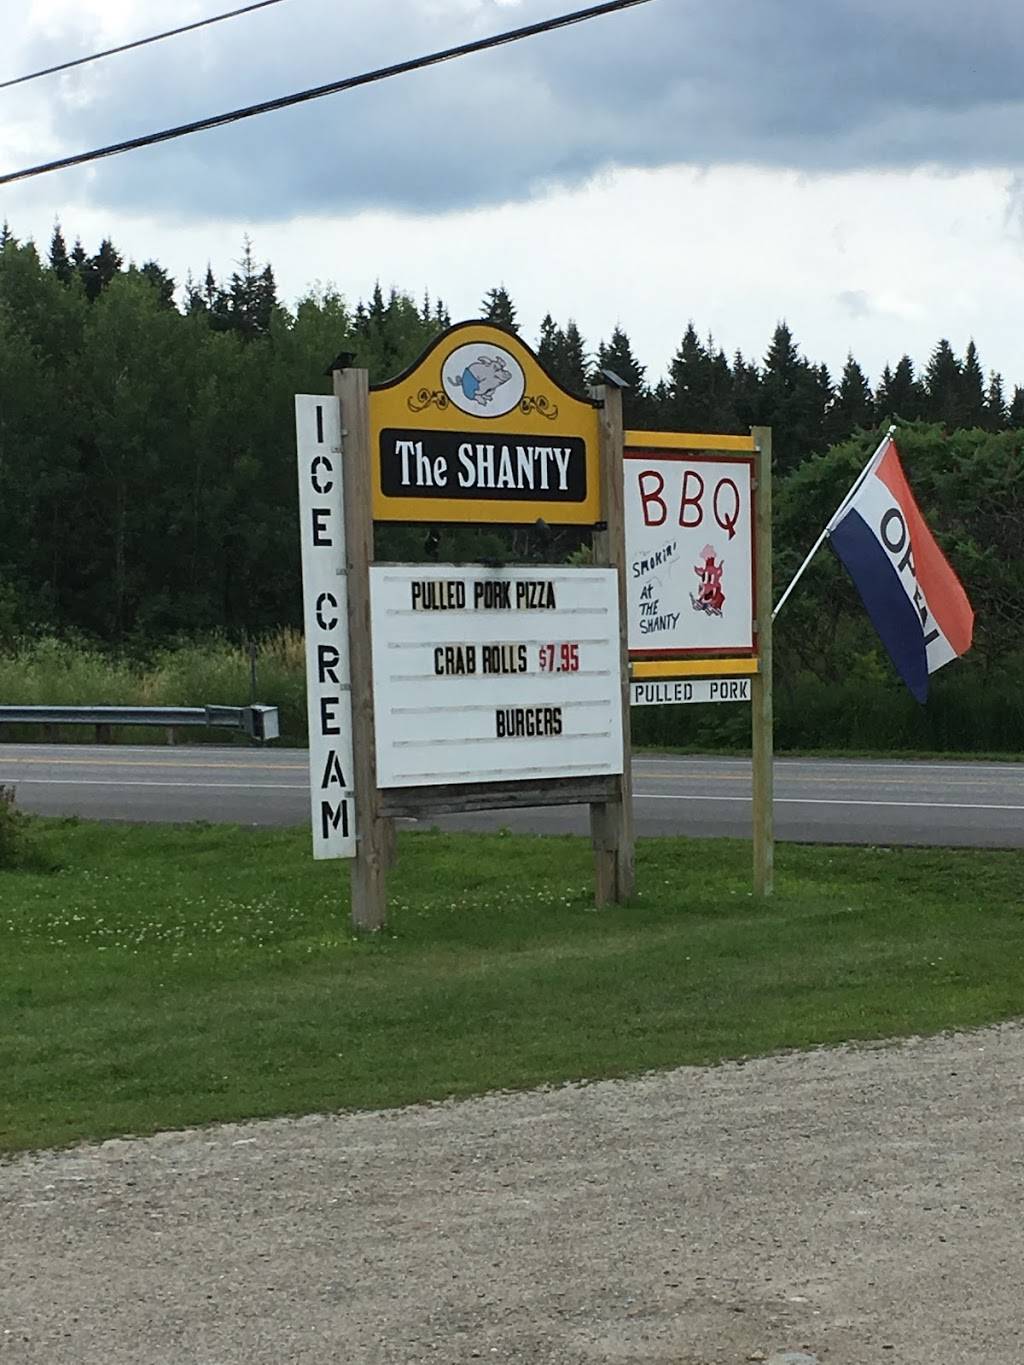 ICE CREAM
The SHANTY
PULLED PORK PIZZA
CRAB ROLLS $7.95
BURGERS
BBQ
SMOKIN'
AT
THE
SHANTY
PULLED PORK
OPEN